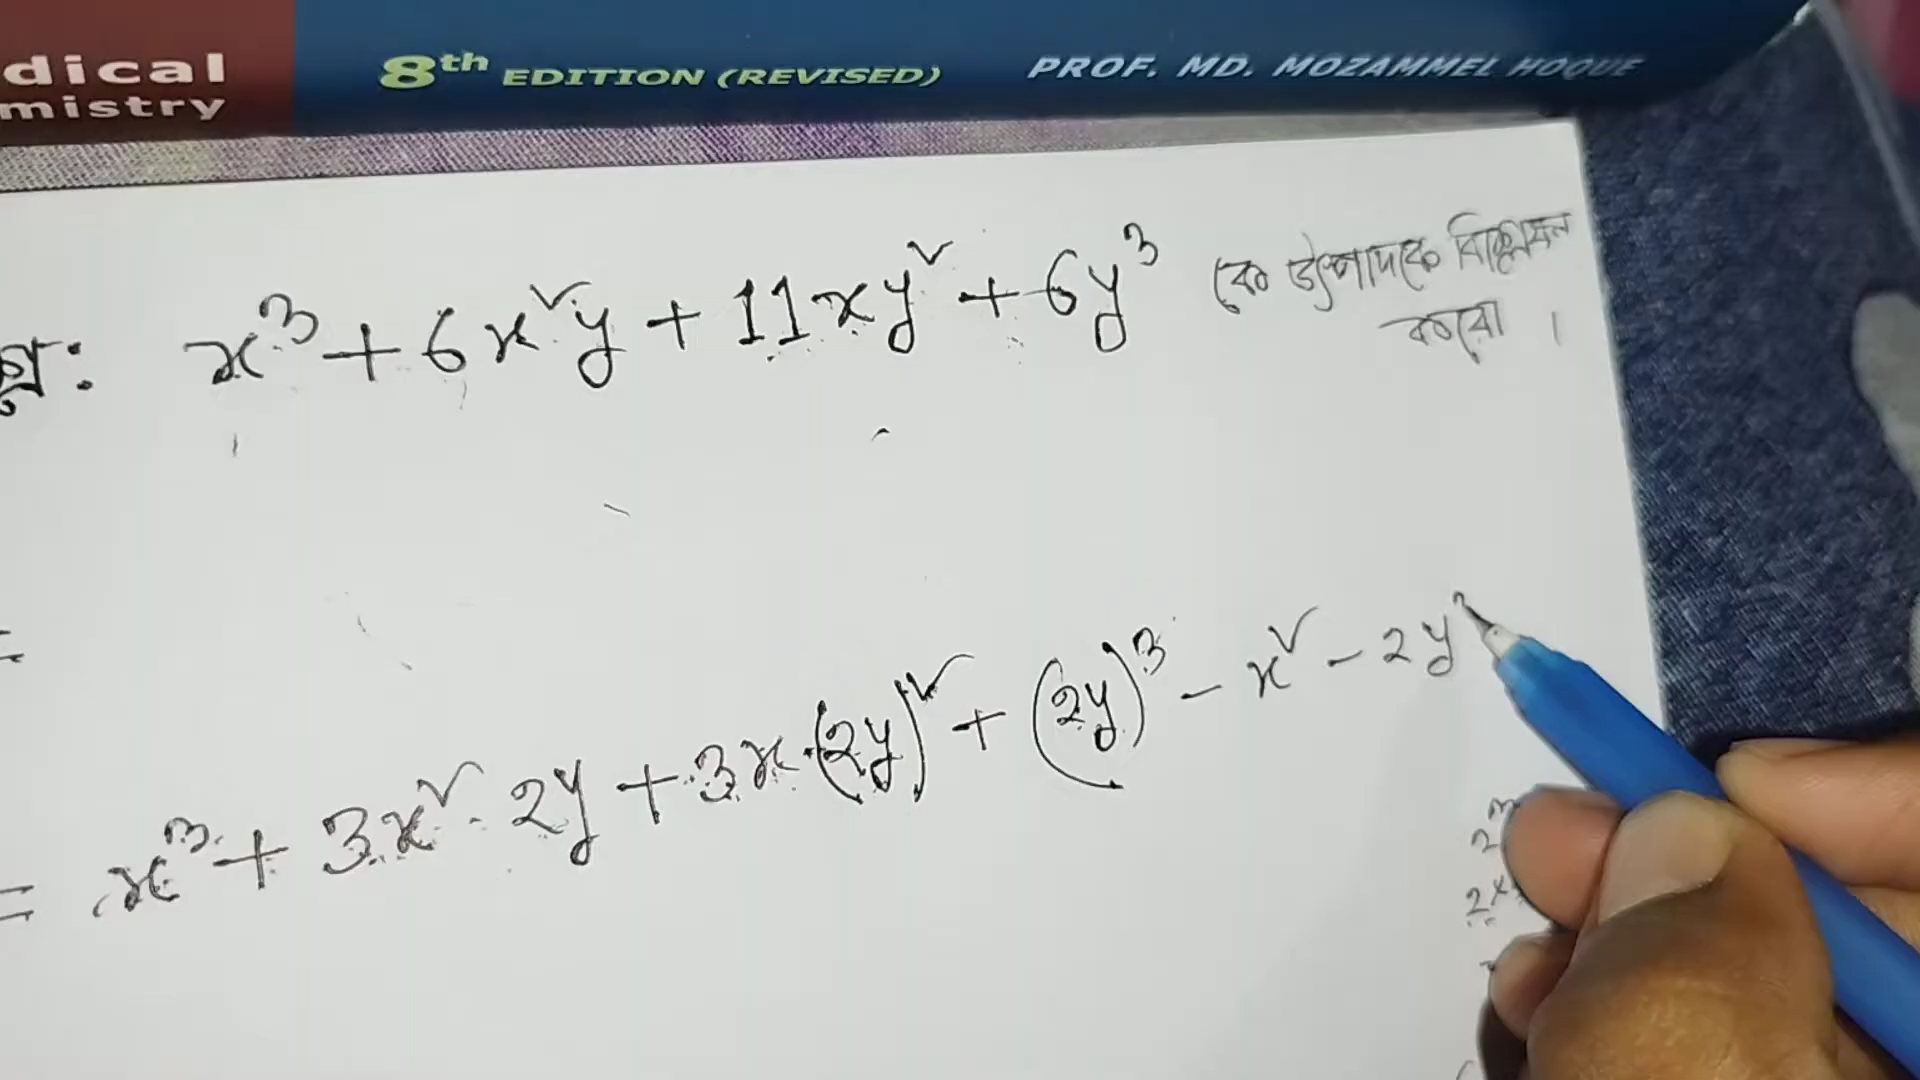 dical
mistry
8th EDITION (REVISED)
PROF. MD. MOZAMMEL HOQUE
শ্ন: x³ + 6x²y + 11xy² + 6y³ কে উৎপাদকে বিশ্লেষন
করো ।
=
= x³ + 3x² . 2y + 3x . (2y)² + (2y)³ - x² - 2y